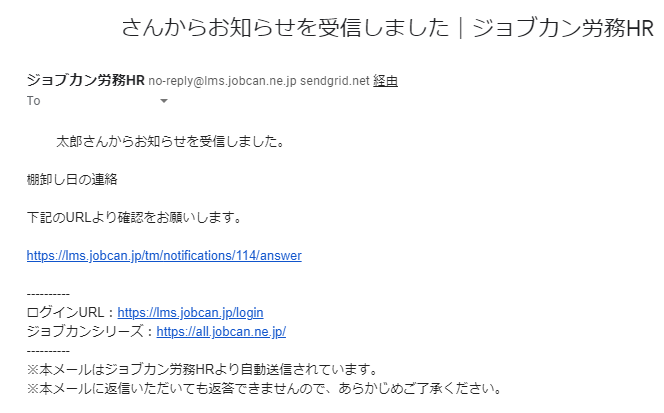 さんからお知らせを受信しました｜ジョブカン労務HR
ジョブカン労務HR no-reply@lms.jobcan.ne.jp sendgrid.net 経由
To
太郎さんからお知らせを受信しました。
棚卸し日の連絡
下記のURLより確認をお願いします。
https://lms.jobcan.jp/tm/notifications/114/answer
----------
ログインURL：https://lms.jobcan.jp/login
ジョブカンシリーズ：https://all.jobcan.ne.jp/
----------
※本メールはジョブカン労務HRより自動送信されています。
※本メールに返信いただいても返答できませんので、あらかじめご了承ください。